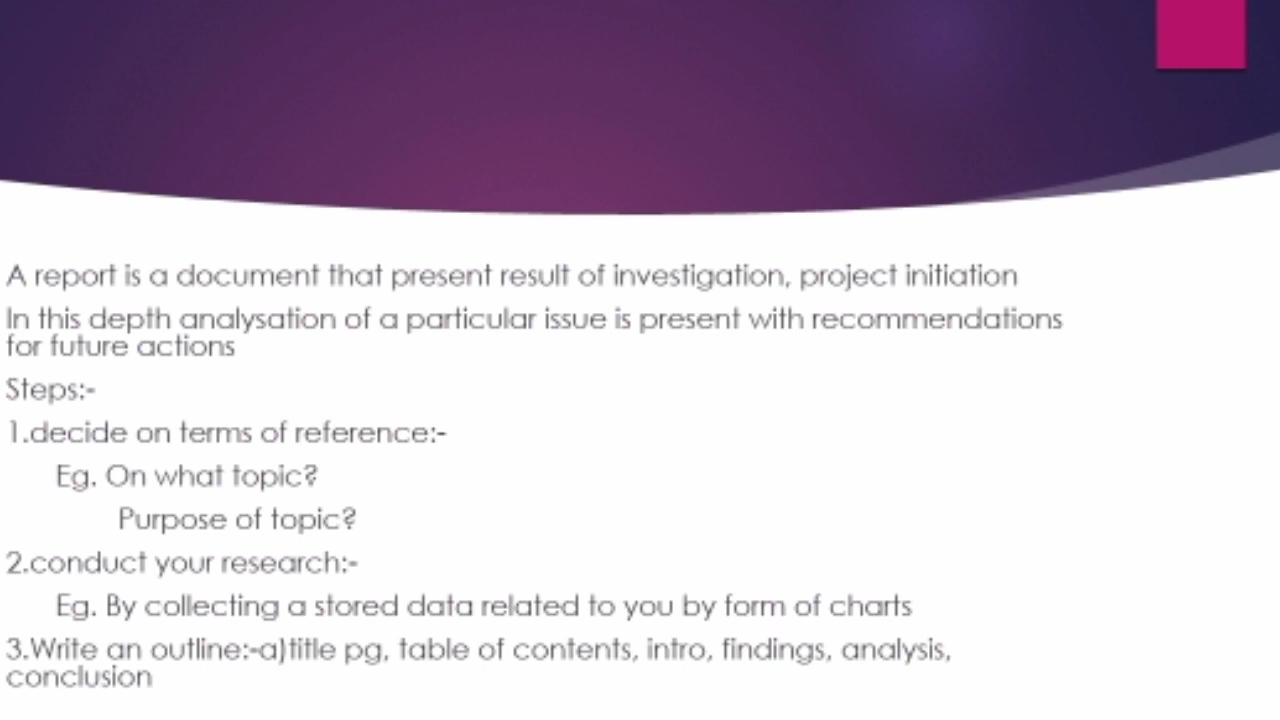 A report is a document that present result of investigation, project initiation
In this depth analysation of a particular issue is present with recommendations
for future actions
Steps:-
1.decide on terms of reference:-
Eg. On what topic?
Purpose of topic?
2.conduct your research:-
Eg. By collecting a stored data related to you by form of charts
3.Write an outline:-a)title pg, table of contents, intro, findings, analysis,
conclusion